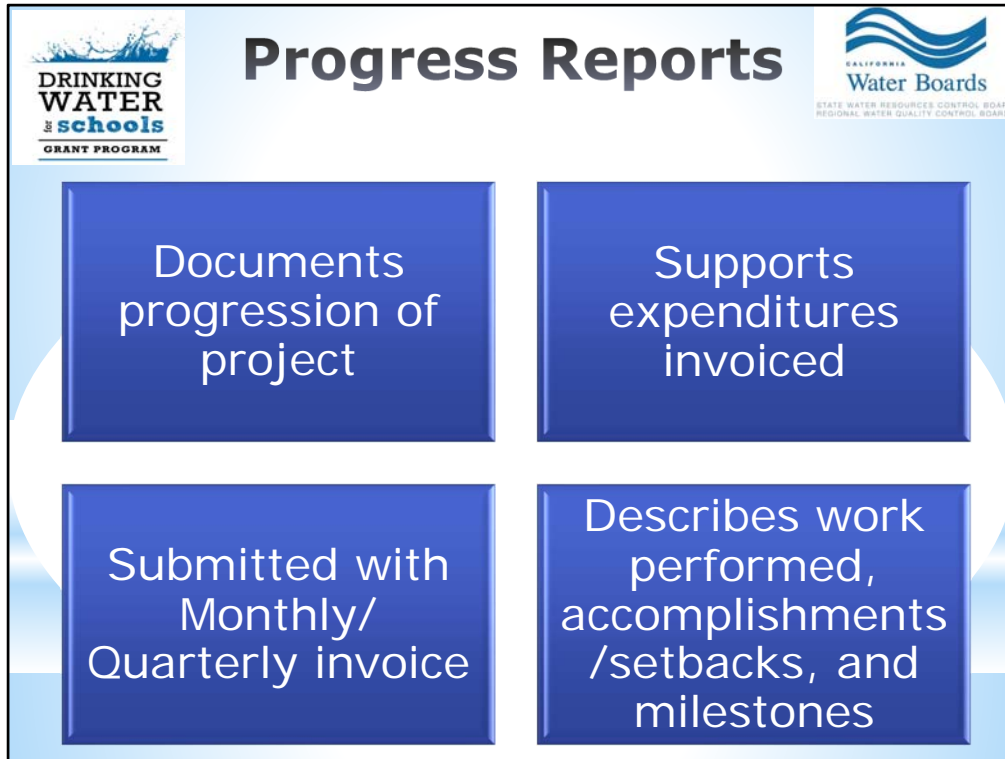 DRINKING
WATER
for schools
GRANT PROGRAM
Progress Reports
CALIFORNIA
Water Boards
STATE WATER RESOURCES CONTROL BOAR
REGIONAL WATER QUALITY CONTROL BOARD
Documents
progression of
project
Supports
expenditures
invoiced
Submitted with
Monthly/
Quarterly invoice
Describes work
performed,
accomplishments
/setbacks, and
milestones